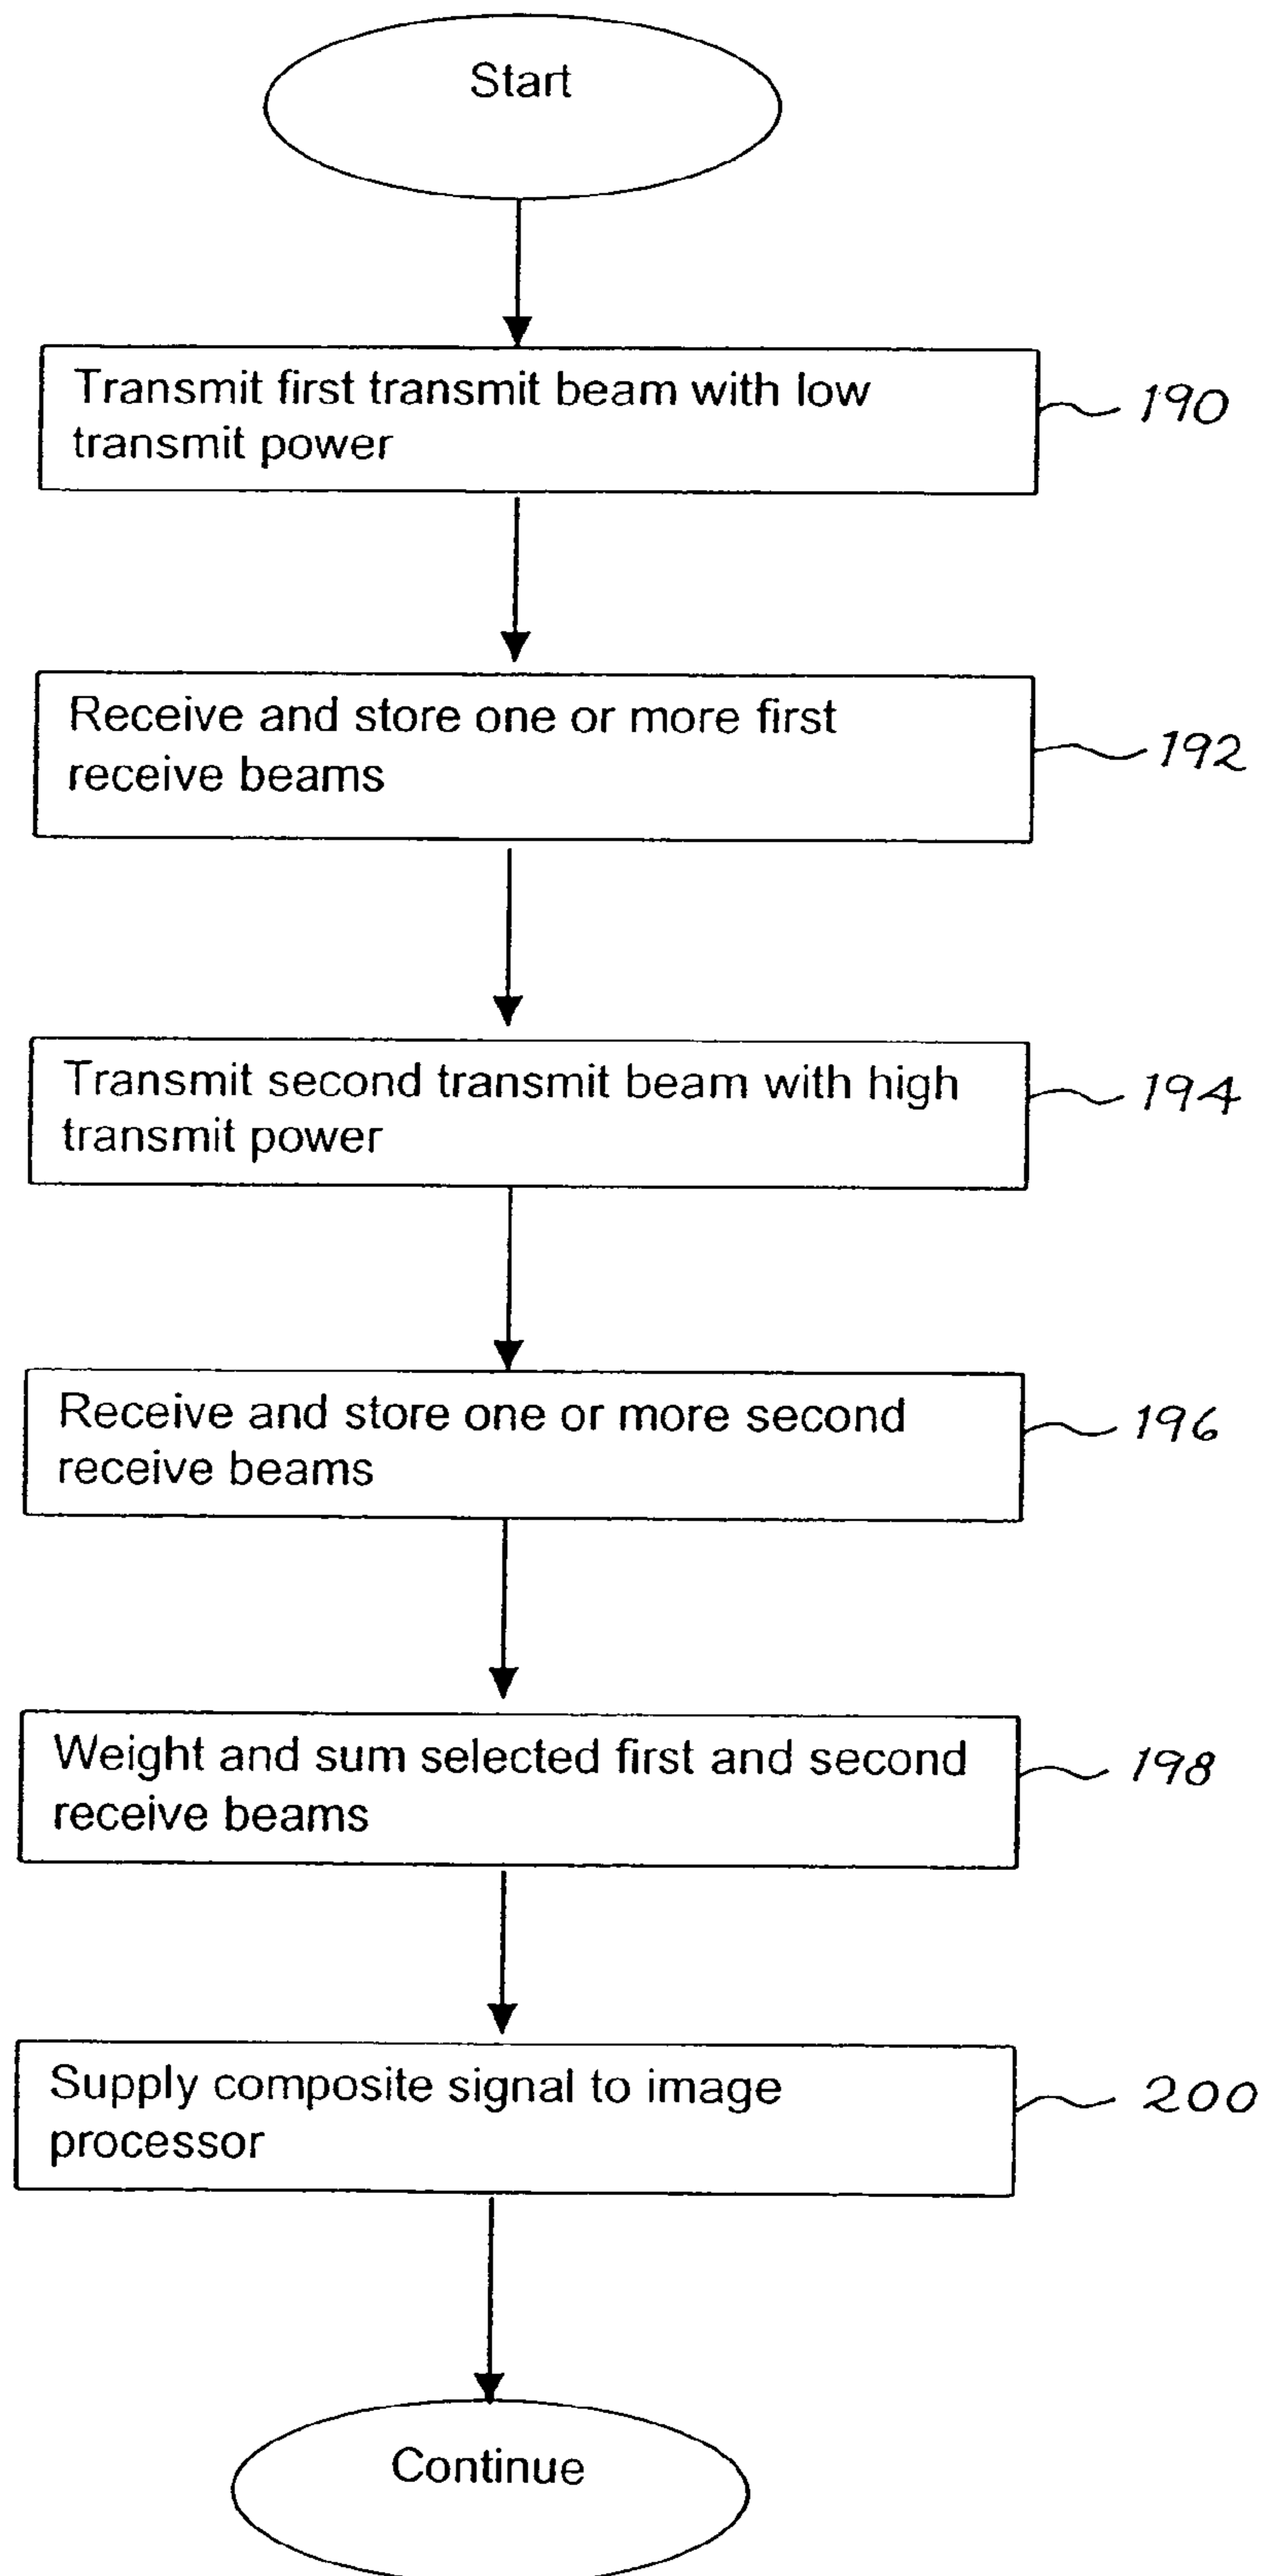 Start
Transmit first transmit beam with low
transmit power
190
Receive and store one or more first
receive beams
192
Transmit second transmit beam with high
transmit power
194
Receive and store one or more second
receive beams
196
Weight and sum selected first and second
receive beams
198
Supply composite signal to image
processor
200
Continue